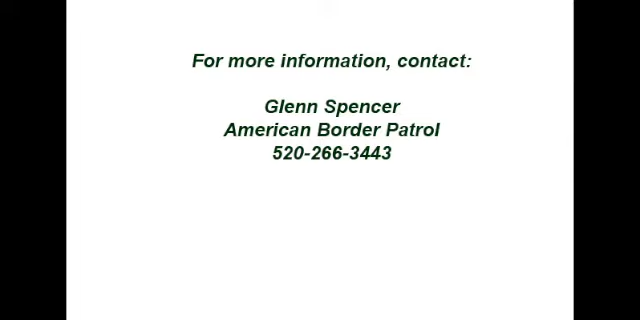 For more information, contact:
Glenn Spencer
American Border Patrol
520-266-3443